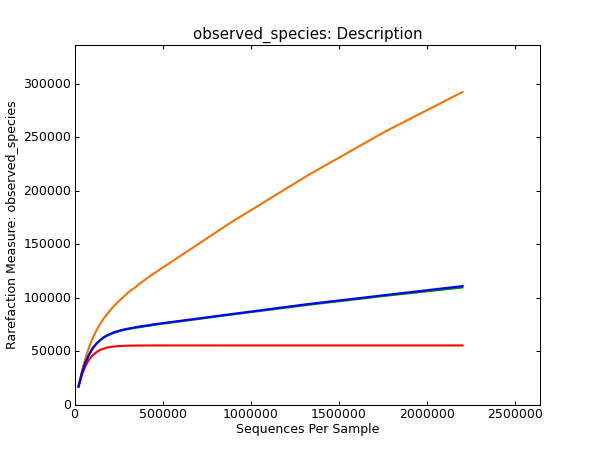 observed_species: Description
Rarefaction Measure: observed_species
300000
250000
200000
150000
100000
50000
0
0 500000 1000000 1500000 2000000 2500000
Sequences Per Sample